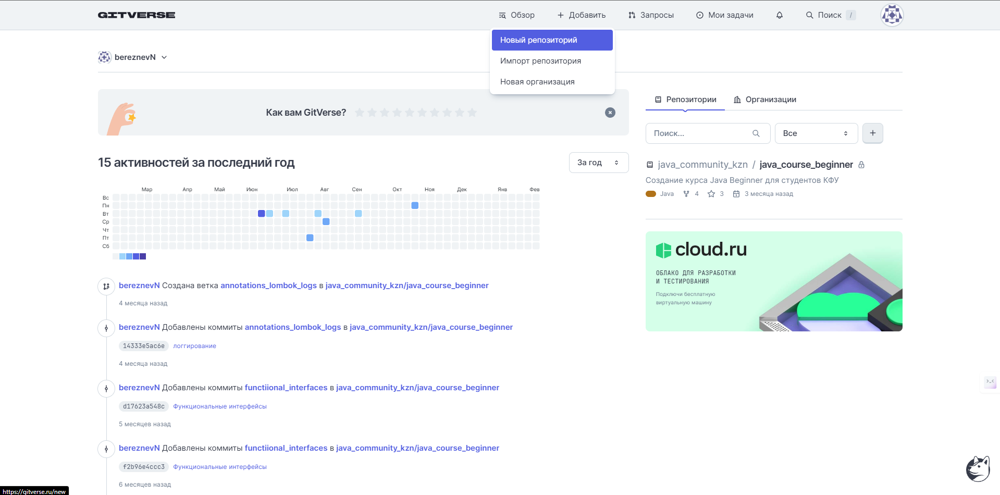 GITVERSE
Обзор
Добавить
Запросы
Мои задачи
Поиск /
Новый репозиторий
Импорт репозитория
Новая организация
bereznevN
Как вам GitVerse?
15 активностей за последний год
За год
Мар Апр Май Июн Июл Авг Сен Окт Ноя Дек Янв Фев
Вс
Пн
Вт
Ср
Чт
Пт
Сб
bereznevN Создана ветка annotations_lombok_logs в java_community_kzn/java_course_beginner
4 месяца назад
bereznevN Добавлены коммиты annotations_lombok_logs в java_community_kzn/java_course_beginner
14333e5ac6e логгирование
4 месяца назад
bereznevN Добавлены коммиты functiional_interfaces в java_community_kzn/java_course_beginner
d17623a548c Функциональные интерфейсы
5 месяцев назад
bereznevN Добавлены коммиты functiional_interfaces в java_community_kzn/java_course_beginner
f2b96e4ccc3 Функциональные интерфейсы
6 месяцев назад
Репозитории
Организации
Поиск...
Все
+
java_community_kzn / java_course_beginner
Создание курса Java Beginner для студентов КФУ
Java 4 3 3 месяца назад
cloud.ru
ОБЛАКО ДЛЯ РАЗРАБОТКИ
И ТЕСТИРОВАНИЯ
Подключи бесплатную
виртуальную машину
https://gitverse.ru/new